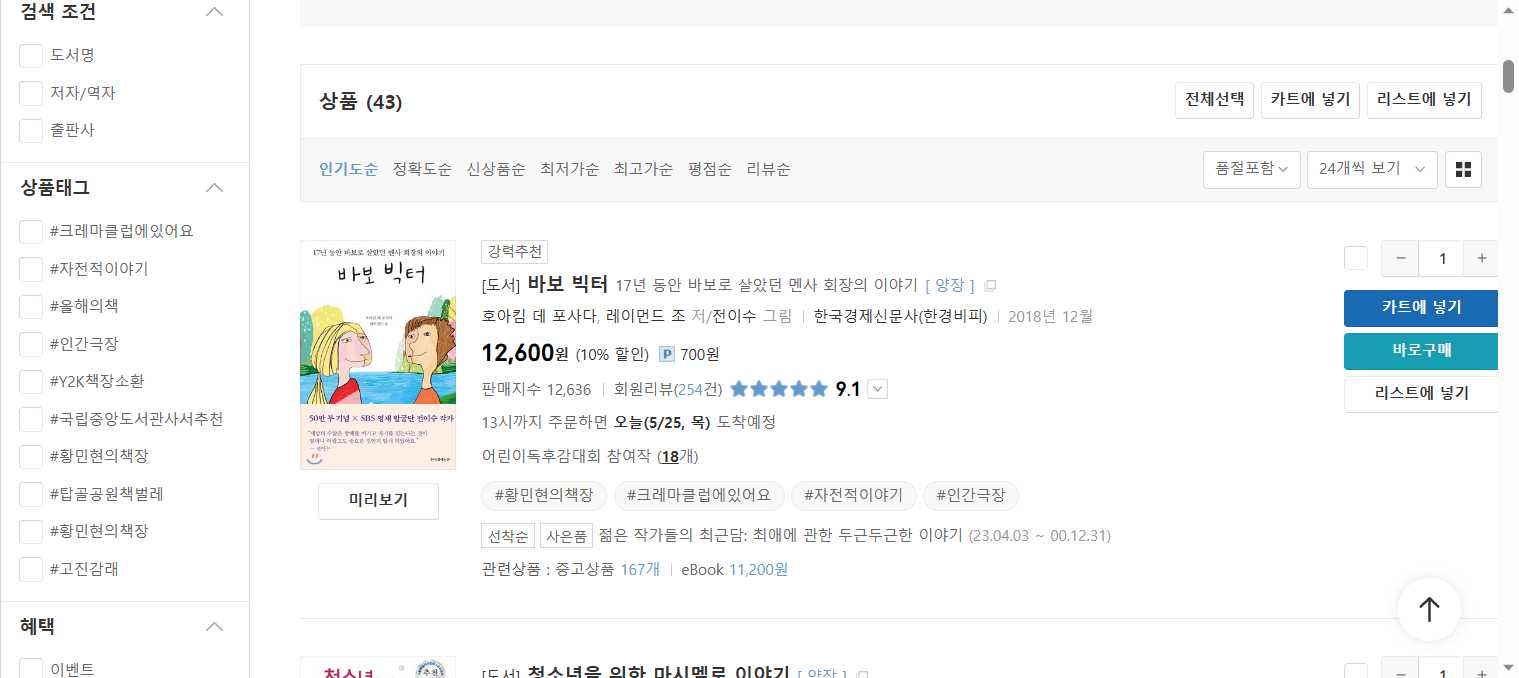 검색 조건
도서명
저자/역자
출판사
상품태그
#크레마클럽에있어요
#자전적이야기
#올해의책
#인간극장
#Y2K책장소환
#국립중앙도서관사서추천
#황민현의책장
#탑골공원책벌레
#황민현의책장
#고진감래
혜택
이벤트
상품 (43)
전체선택 카트에 넣기 리스트에 넣기
인기도순 정확도순 신상품순 최저가순 최고가순 평점순 리뷰순
품절포함 24개씩 보기
17년 동안 바보로 살았던 멘사 회장의 이야기
바보 빅터
50만 부 기념 × SBS 영재 발굴단 전이수 작가
미리보기
강력추천
[도서] 바보 빅터 17년 동안 바보로 살았던 멘사 회장의 이야기 [ 양장 ]
호아킴 데 포사다, 레이먼드 조 저/전이수 그림 | 한국경제신문사(한경비피) | 2018년 12월
12,600원 (10% 할인) P 700원
판매지수 12,636 | 회원리뷰(254건) 9.1
13시까지 주문하면 오늘(5/25, 목) 도착예정
어린이독후감대회 참여작 (18개)
#황민현의책장 #크레마클럽에있어요 #자전적이야기 #인간극장
선착순 사은품 젊은 작가들의 최근담: 최애에 관한 두근두근한 이야기 (23.04.03 ~ 00.12.31)
관련상품 : 중고상품 167개 | eBook 11,200원
− 1 +
카트에 넣기
바로구매
리스트에 넣기
청소년
추천
[도서] 청소년을 위한 마시멜로 이야기 [ 양장 ]
− 1 +